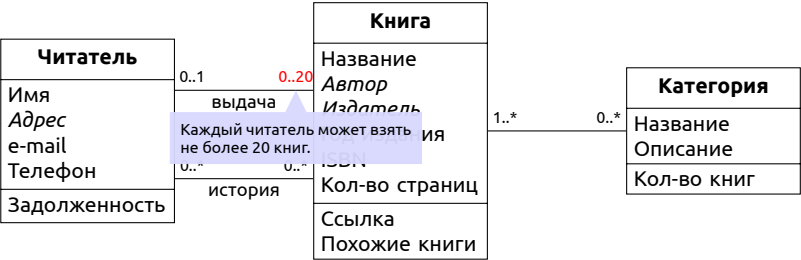 Читатель
Имя
Адрес
e-mail
Телефон
Задолженность
0..1
0..20
выдача
Каждый читатель может взять
не более 20 книг.
0..*
0..*
история
Книга
Название
Автор
Издатель
Год издания
ISBN
Кол-во страниц
Ссылка
Похожие книги
1..*
0..*
Категория
Название
Описание
Кол-во книг